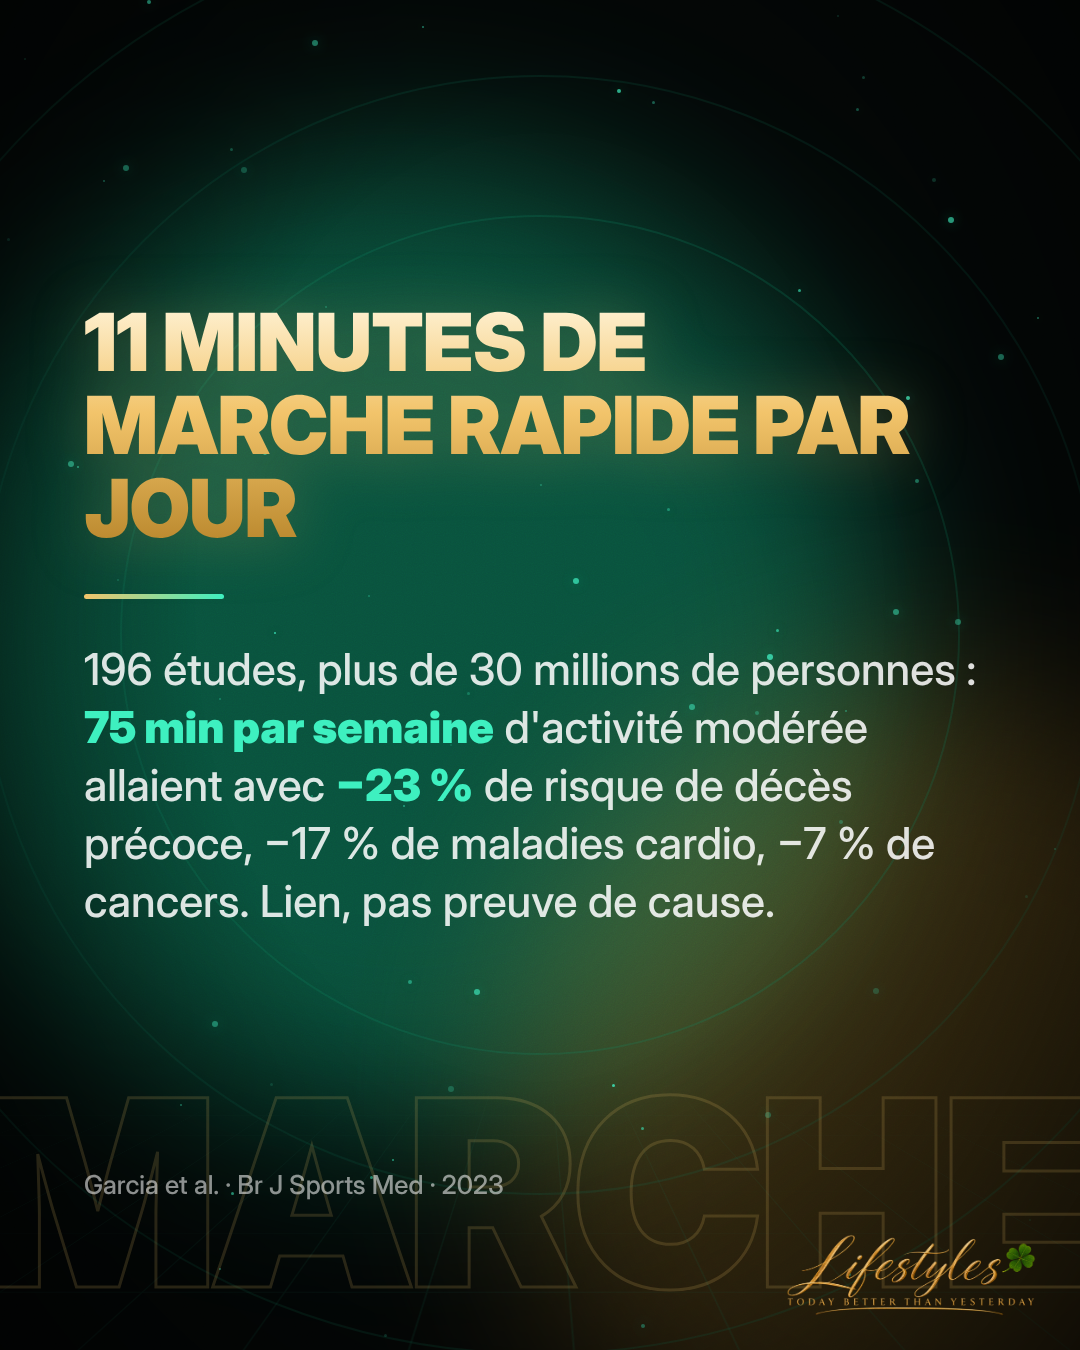 11 MINUTES DE
MARCHE RAPIDE PAR
JOUR
196 études, plus de 30 millions de personnes :
75 min par semaine d'activité modérée
allaient avec −23 % de risque de décès
précoce, −17 % de maladies cardio, −7 % de
cancers. Lien, pas preuve de cause.
MARCHE
Garcia et al. · Br J Sports Med · 2023
Lifestyles
TODAY BETTER THAN YESTERDAY